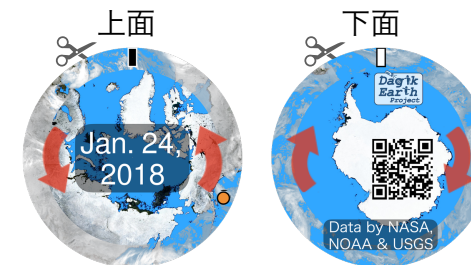 上面
下面
Jan. 24,
2018
Dagik
Earth
Project
Data by NASA,
NOAA & USGS